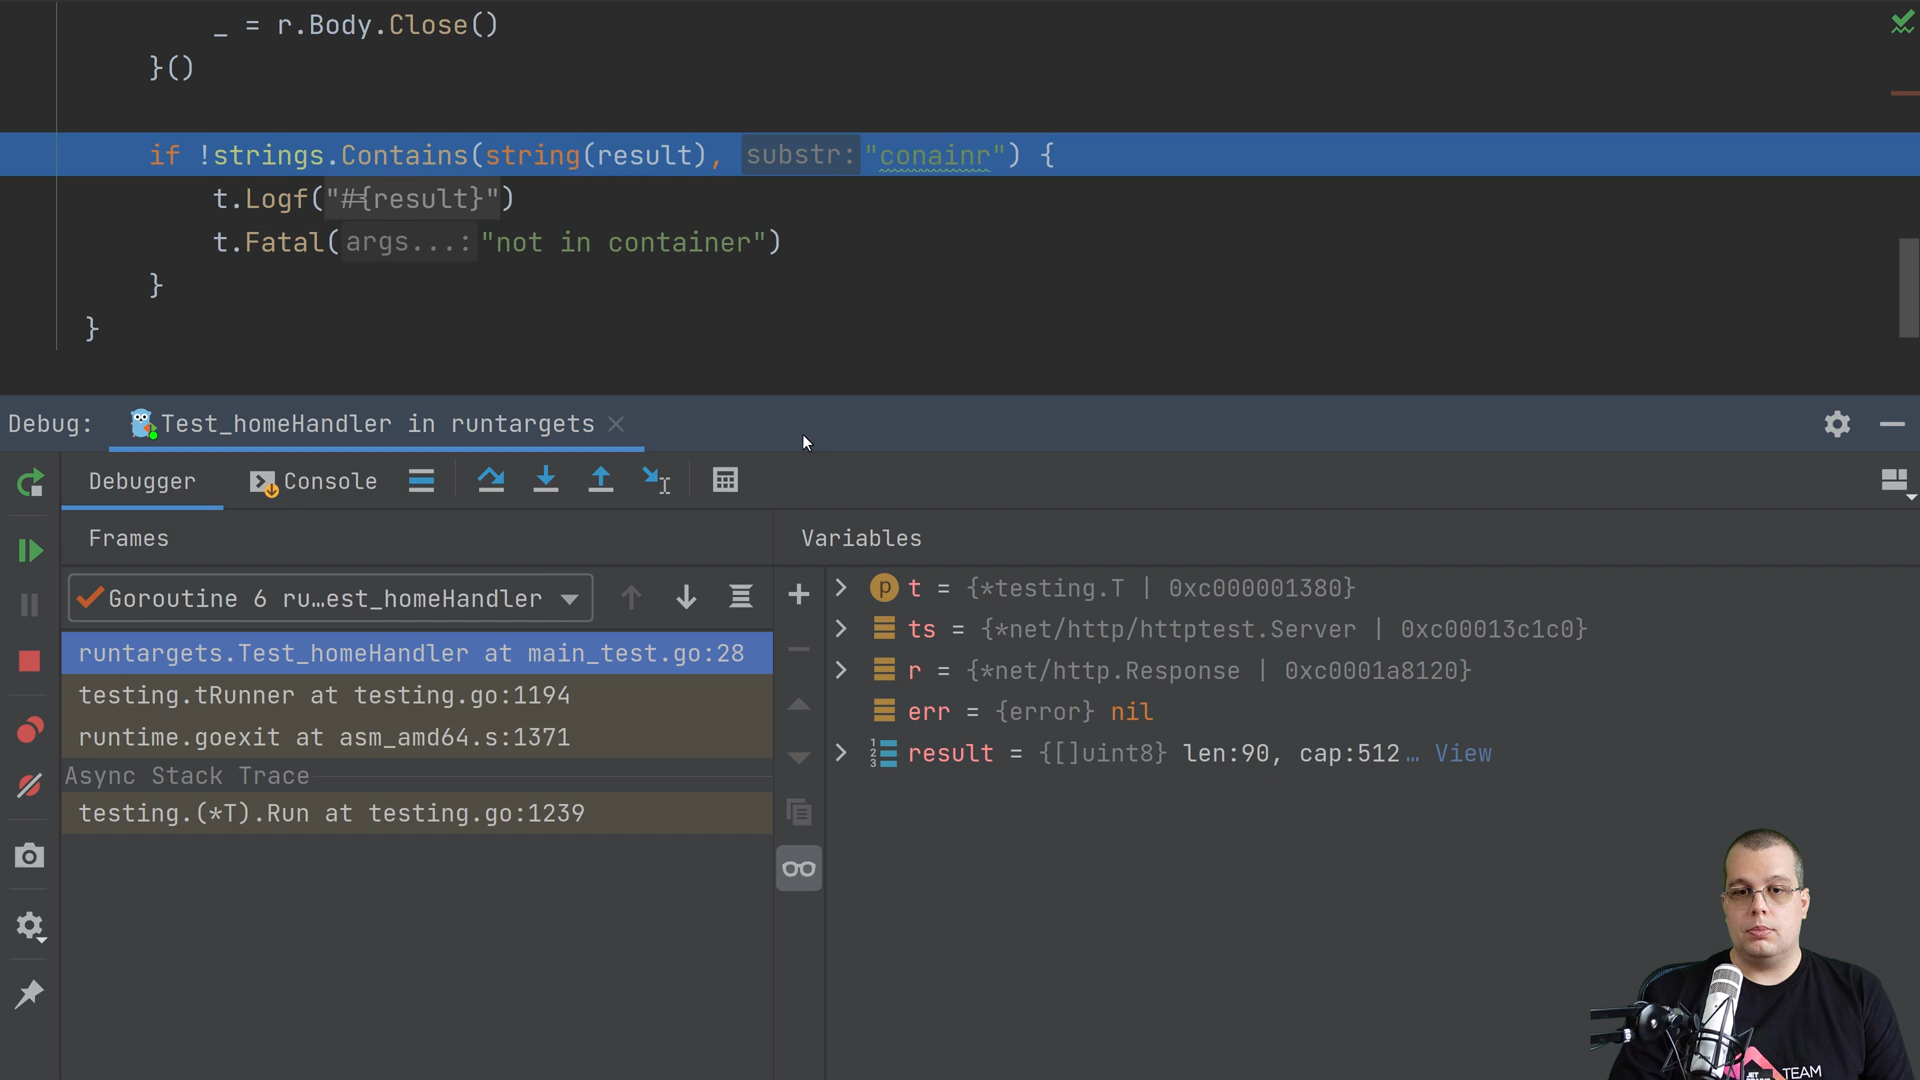 _ = r.Body.Close()
}()
if !strings.Contains(string(result), substr: "conainr") {
t.Logf("#{result}")
t.Fatal( args...: "not in container")
}
}
Debug: Test_homeHandler in runtargets
Debugger Console
Frames
Variables
Goroutine 6 ru…est_homeHandler
runtargets.Test_homeHandler at main_test.go:28
testing.tRunner at testing.go:1194
runtime.goexit at asm_amd64.s:1371
Async Stack Trace
testing.(*T).Run at testing.go:1239
p t = {*testing.T | 0xc000001380}
ts = {*net/http/httptest.Server | 0xc00013c1c0}
r = {*net/http.Response | 0xc0001a8120}
err = {error} nil
result = {[]uint8} len:90, cap:512… View
TEAM